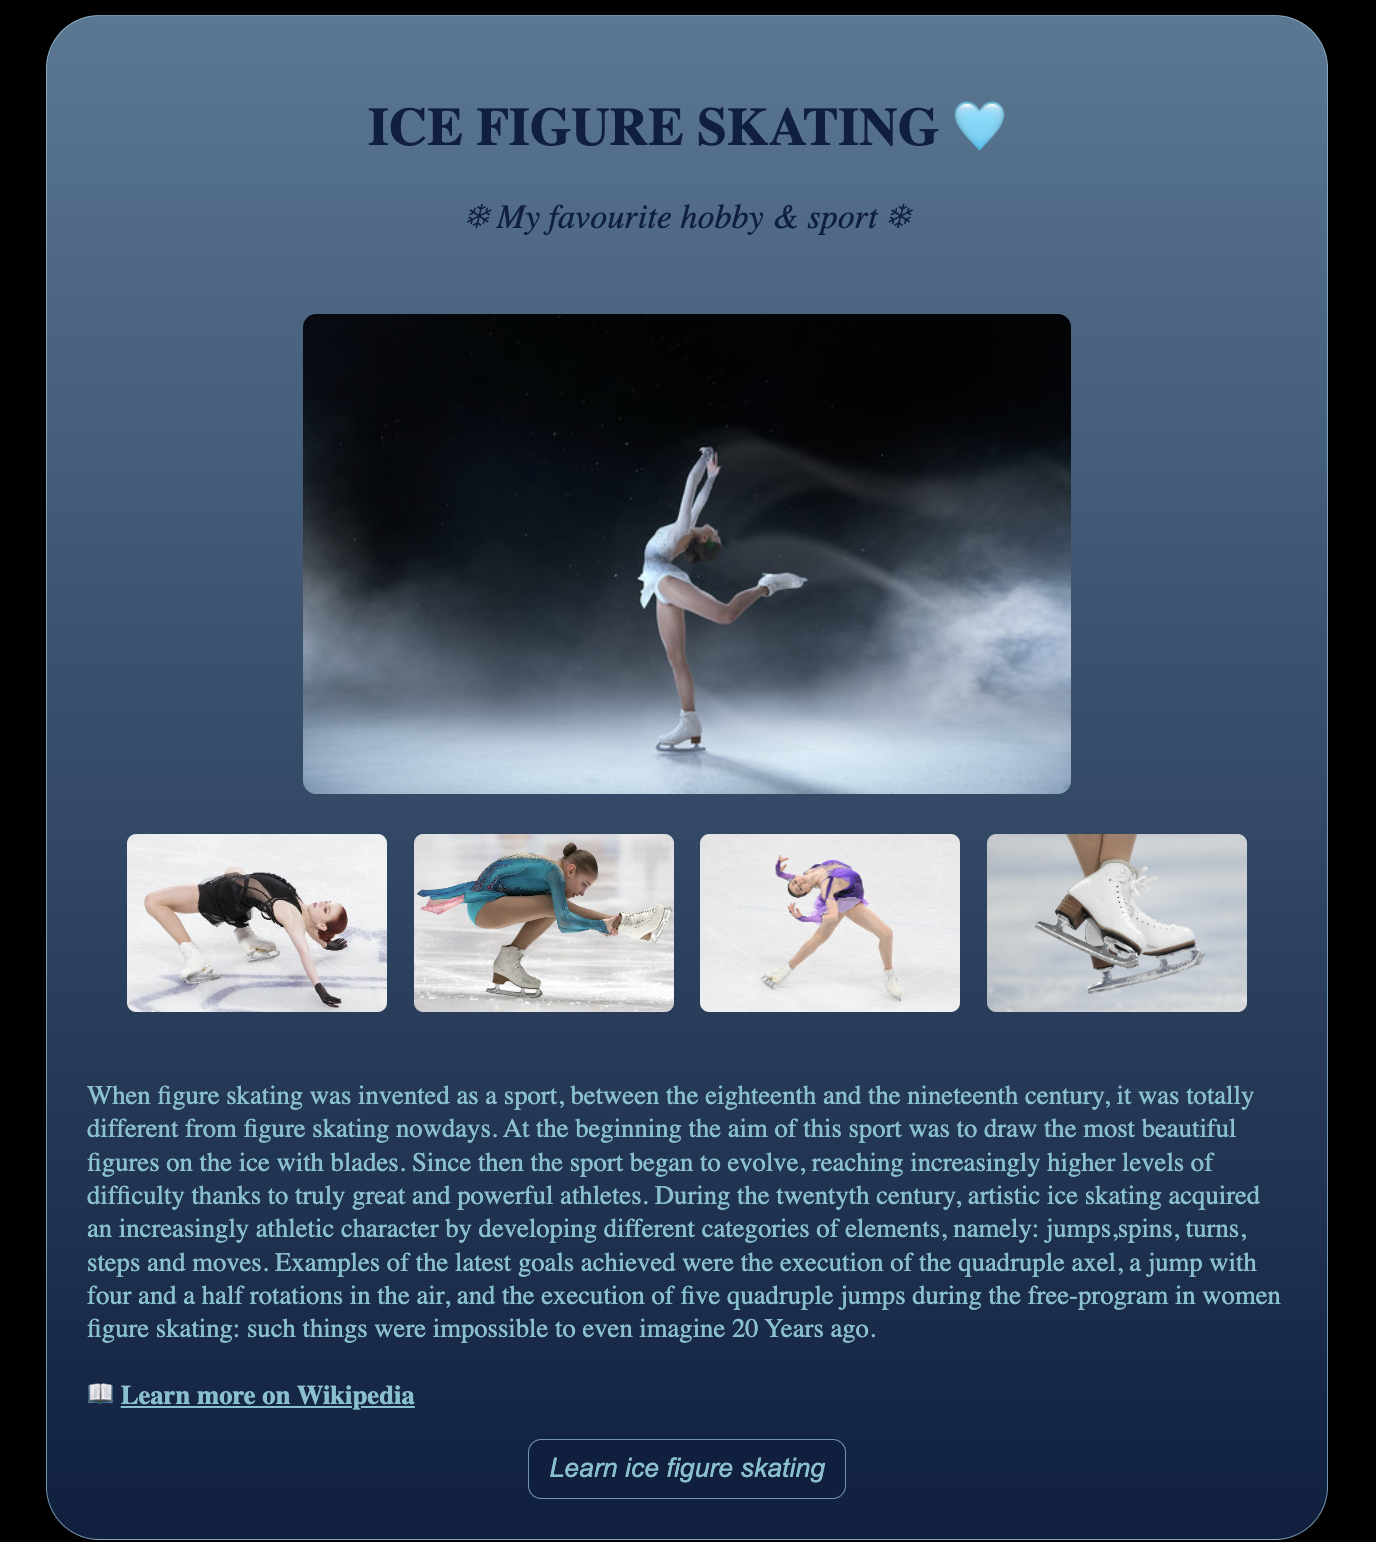 ICE FIGURE SKATING 🩵
❄ My favourite hobby & sport ❄
When figure skating was invented as a sport, between the eighteenth and the nineteenth century, it was totally
different from figure skating nowdays. At the beginning the aim of this sport was to draw the most beautiful
figures on the ice with blades. Since then the sport began to evolve, reaching increasingly higher levels of
difficulty thanks to truly great and powerful athletes. During the twentyth century, artistic ice skating acquired
an increasingly athletic character by developing different categories of elements, namely: jumps,spins, turns,
steps and moves. Examples of the latest goals achieved were the execution of the quadruple axel, a jump with
four and a half rotations in the air, and the execution of five quadruple jumps during the free-program in women
figure skating: such things were impossible to even imagine 20 Years ago.
📖 Learn more on Wikipedia
Learn ice figure skating